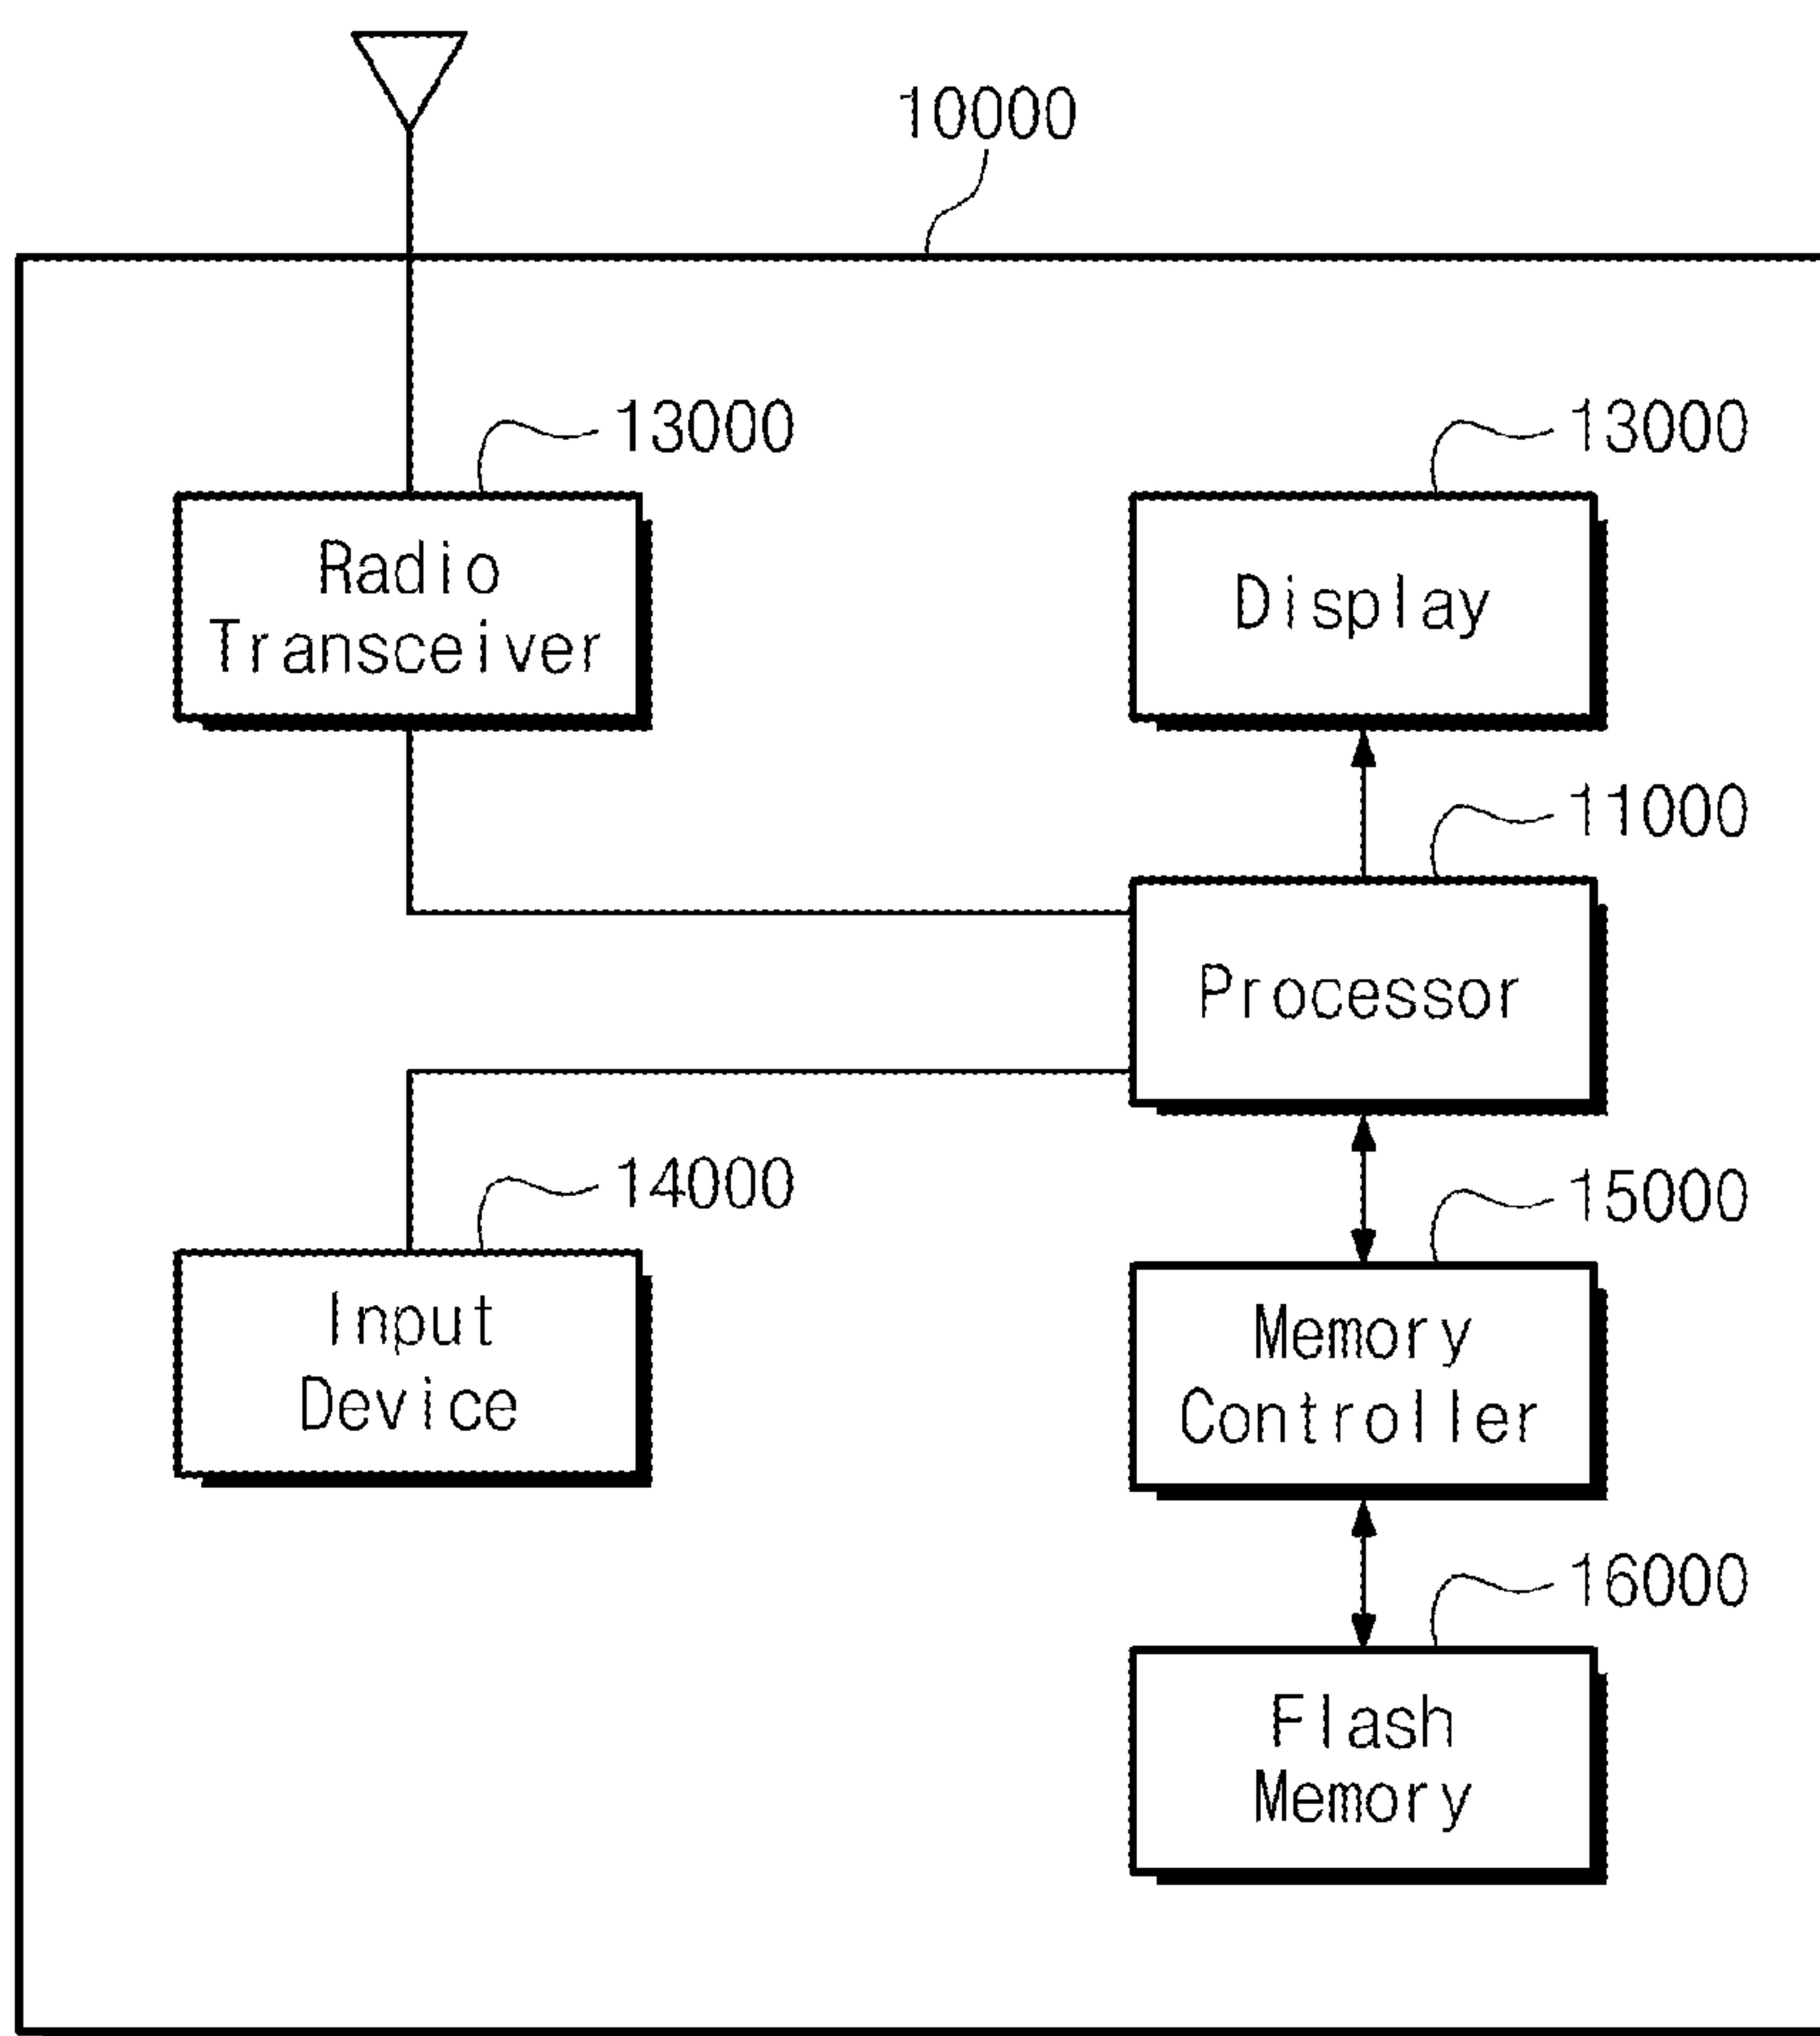 10000
13000
Radio
Transceiver
13000
Display
11000
Processor
14000
Input
Device
15000
Memory
Controller
16000
Flash
Memory